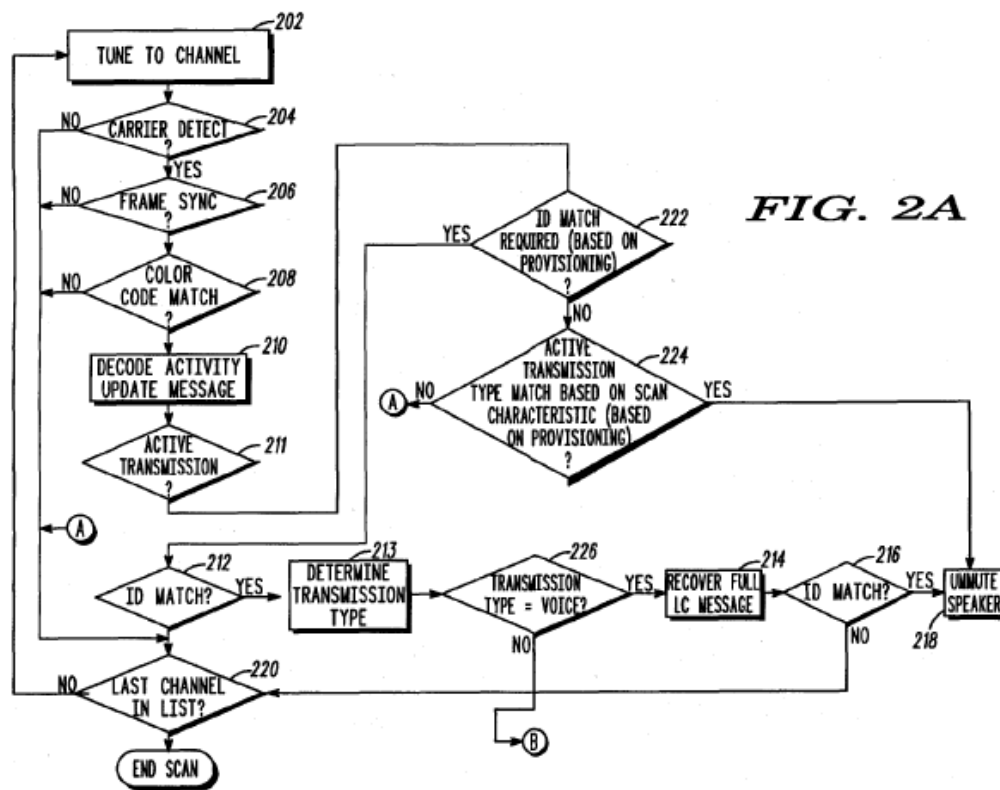 202
TUNE TO CHANNEL
204
NO
CARRIER DETECT
?
YES
206
NO
FRAME SYNC
?
208
NO
COLOR
CODE MATCH
?
210
DECODE ACTIVITY
UPDATE MESSAGE
211
ACTIVE
TRANSMISSION
?
A
FIG. 2A
222
YES
ID MATCH
REQUIRED (BASED ON
PROVISIONING)
?
NO
224
ACTIVE
TRANSMISSION
TYPE MATCH BASED ON SCAN
CHARACTERISTIC (BASED
ON PROVISIONING)
?
A
NO
YES
212
ID MATCH?
YES
213
DETERMINE
TRANSMISSION
TYPE
226
TRANSMISSION
TYPE = VOICE?
YES
NO
214
RECOVER FULL
LC MESSAGE
216
ID MATCH?
YES
NO
UMMUTE
SPEAKER
218
220
NO
LAST CHANNEL
IN LIST?
B
END SCAN